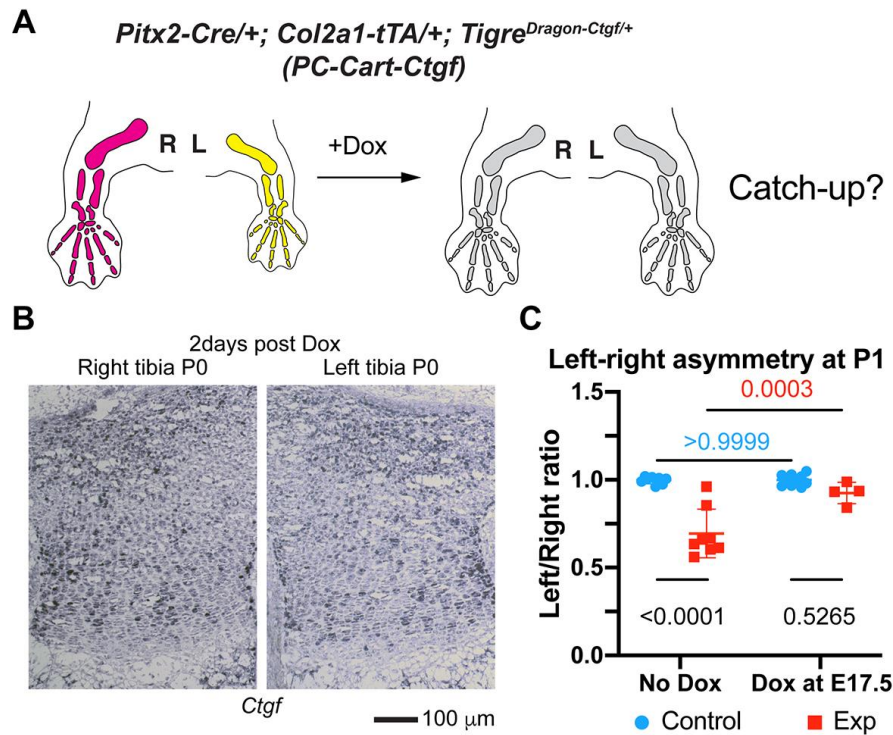 A
Pitx2-Cre/+; Col2a1-tTA/+; Tigre^Dragon-Ctgf/+
(PC-Cart-Ctgf)
R L
+Dox
R L
Catch-up?
B
2days post Dox
Right tibia P0 Left tibia P0
Ctgf
100 μm
C
Left-right asymmetry at P1
0.0003
>0.9999
Left/Right ratio
1.5
1.0
0.5
0.0
<0.0001
0.5265
No Dox Dox at E17.5
Control Exp